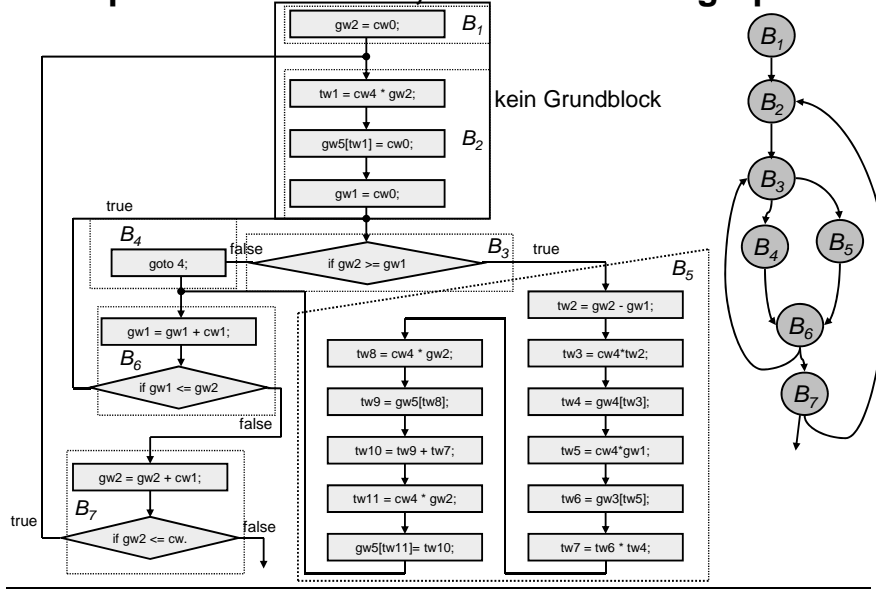 gw2 = cw0;
B1
tw1 = cw4 * gw2;
kein Grundblock
gw5[tw1] = cw0;
B2
gw1 = cw0;
true
B4
false
B3
true
goto 4;
if gw2 >= gw1
B5
tw2 = gw2 - gw1;
gw1 = gw1 + cw1;
B6
if gw1 <= gw2
false
tw8 = cw4 * gw2;
tw3 = cw4*tw2;
tw9 = gw5[tw8];
tw4 = gw4[tw3];
tw10 = tw9 + tw7;
tw5 = cw4*gw1;
tw11 = cw4 * gw2;
tw6 = gw3[tw5];
gw5[tw11]= tw10;
tw7 = tw6 * tw4;
gw2 = gw2 + cw1;
B7
true
if gw2 <= cw.
false
B1
B2
B3
B4
B5
B6
B7